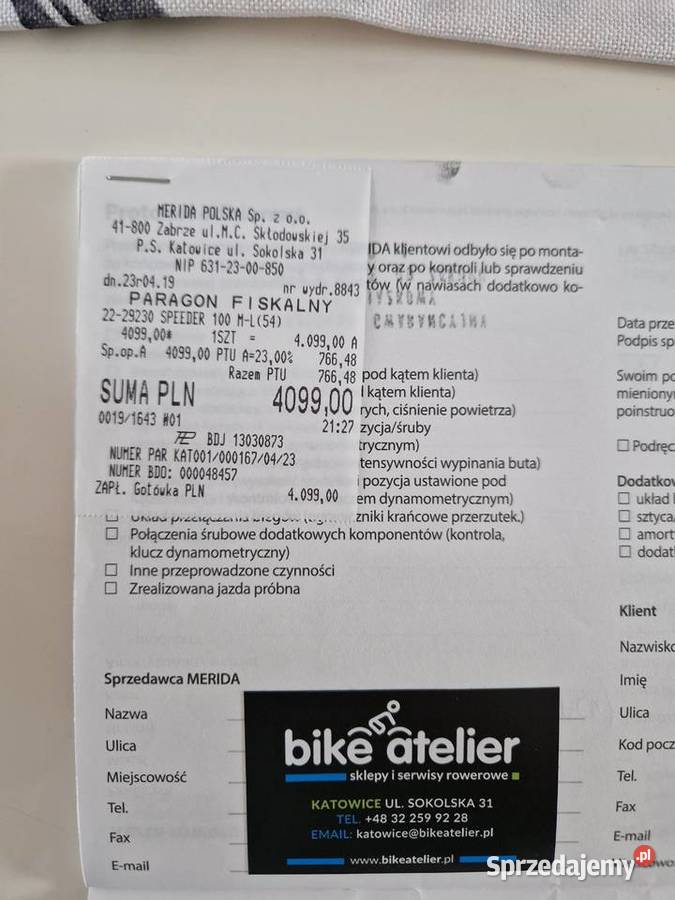 MERIDA POLSKA Sp. z o.o.
41-800 Zabrze ul.M.C. Skłodowskiej 35
P.S. Katowice ul. Sokolska 31
NIP 631-23-00-850
dn.23r04.19 nr wydr.8843
PARAGON FISKALNY
22-29230 SPEEDER 100 M-L(54)
4099,00* 1SZT = 4.099,00 A
Sp.op.A 4099,00 PTU A=23,00% 766,48
Razem PTU 766,48
SUMA PLN 4099,00
0019/1643 #01 21:27
BDJ 13030873
NUMER PAR KAT001/000167/04/23
NUMER BDO: 000048457
ZAPŁ. Gotówka PLN 4.099,00
IDA klientowi odbyło się po monta-
y oraz po kontroli lub sprawdzeniu
tów (w nawiasach dodatkowo ko-
pod kątem klienta)
kątem klienta)
rych, ciśnienie powietrza)
zycja/śruby
trycznym)
tensywności wypinania buta)
i pozycja ustawione pod
em dynamometrycznym)
zniki krańcowe przerzutek.)
☐ Połączenia śrubowe dodatkowych komponentów (kontrola,
klucz dynamometryczny)
☐ Inne przeprowadzone czynności
☐ Zrealizowana jazda próbna
Sprzedawca MERIDA
Nazwa
Ulica
Miejscowość
Tel.
Fax
E-mail
bike atelier
sklepy i serwisy rowerowe
KATOWICE UL. SOKOLSKA 31
TEL. +48 32 259 92 28
EMAIL: katowice@bikeatelier.pl
www.bikeatelier.pl
Data prze
Podpis sp
Swoim po
mieniony
poinstruo
☐ Podręc
Dodatkow
☐ układ
☐ sztyca
☐ amort
☐ dodat
Klient
Nazwisko
Imię
Ulica
Kod pocz
Tel.
Fax
E-mail
Sprzedajemy.pl